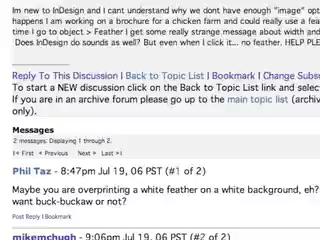 Im new to InDesign and I cant understand why we dont have enough "image" opt
happens I am working on a brochure for a chicken farm and could really use a fea
time I go to object > Feather I get some really strange message about width and
Does InDesign do sounds as well? But even when I click it... no feather. HELP PLE
Reply To This Discussion | Back to Topic List | Bookmark | Change Subs
To start a NEW discussion click on the Back to Topic List link and selec
If you are in an archive forum please go up to the main topic list (archive
only).
Messages
2 messages. Displaying 1 through 2.
|< First < Previous Next > Last >|
Phil Taz - 8:47pm Jul 19, 06 PST (#1 of 2)
Maybe you are overprinting a white feather on a white background, eh?
want buck-buckaw or not?
Post Reply | Bookmark
mikemchugh - 9:06pm Jul 19, 06 PST (#2 of 2)